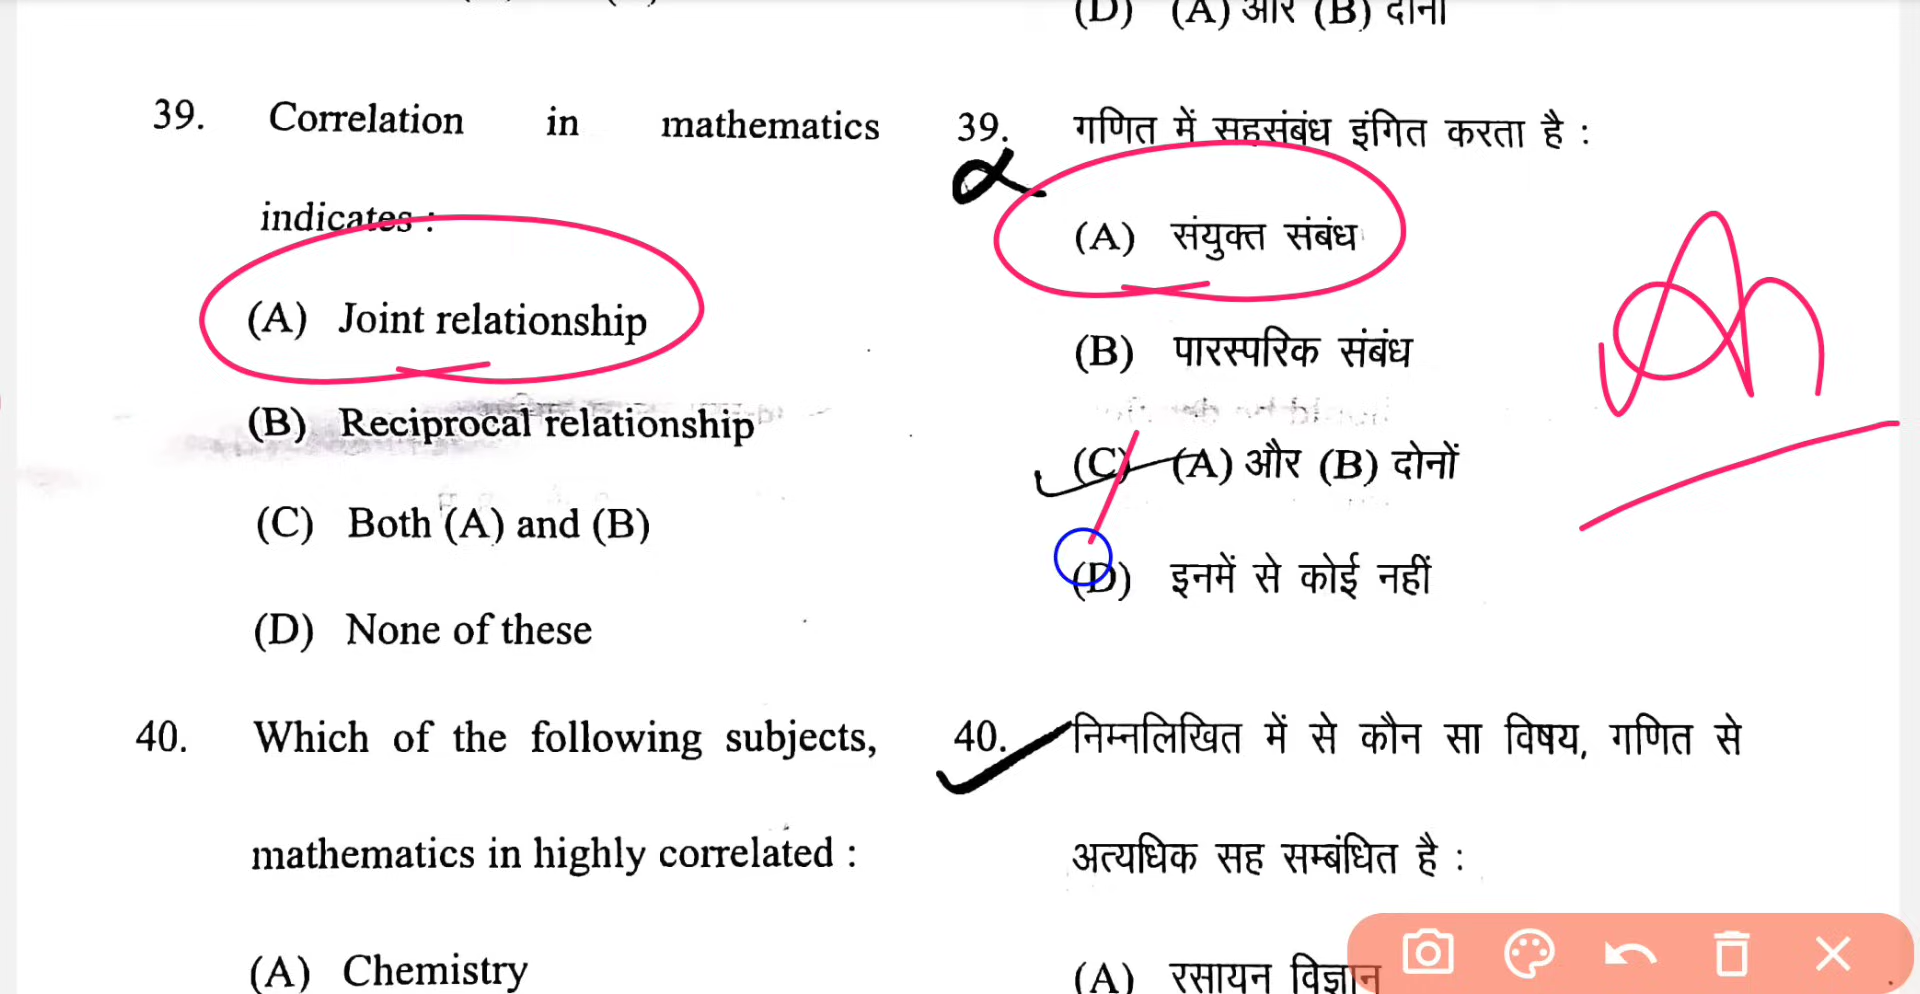 (D) (A) और (B) दोनों
39. Correlation in mathematics
indicates :
(A) Joint relationship
(B) Reciprocal relationship
(C) Both (A) and (B)
(D) None of these
40. Which of the following subjects,
mathematics in highly correlated :
(A) Chemistry
39. गणित में सहसंबंध इंगित करता है :
(A) संयुक्त संबंध
(B) पारस्परिक संबंध
(C) (A) और (B) दोनों
(D) इनमें से कोई नहीं
40. निम्नलिखित में से कौन सा विषय, गणित से
अत्यधिक सह सम्बंधित है :
(A) रसायन विज्ञान